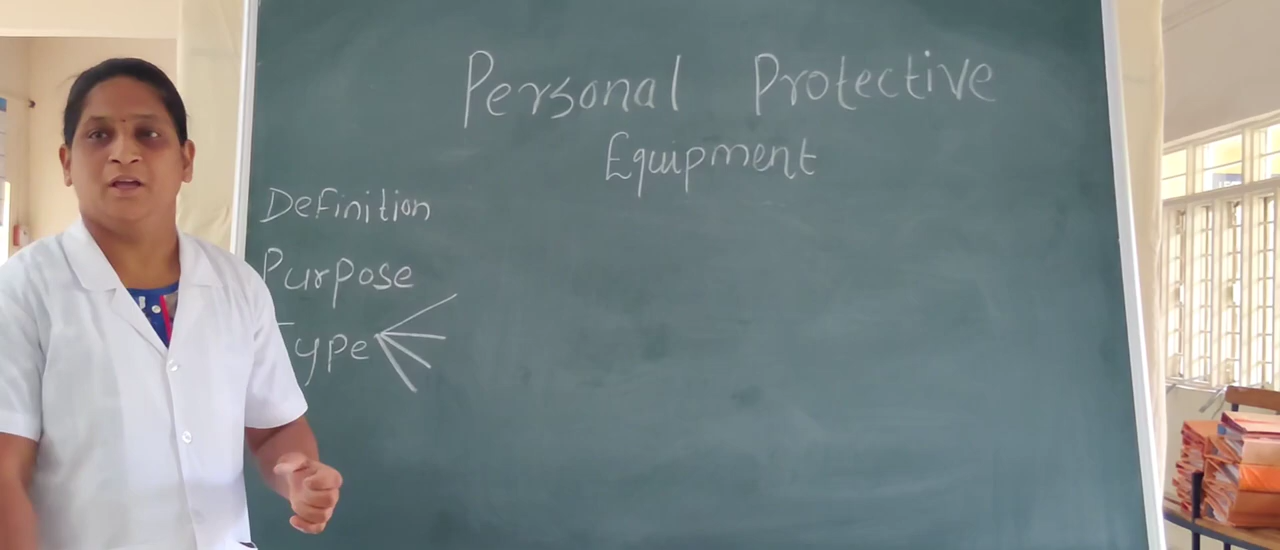 Personal Protective
Equipment
Definition
Purpose
Type